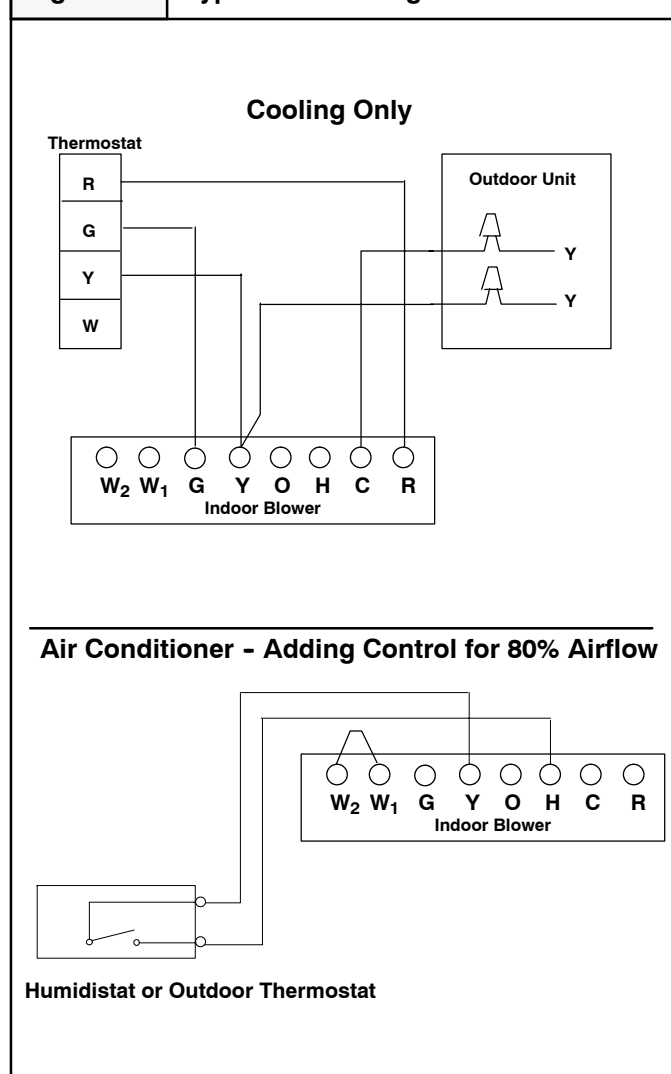 Cooling Only
Thermostat
R
G
Y
W
Outdoor Unit
Y
Y
W2 W1 G Y O H C R
Indoor Blower
Air Conditioner - Adding Control for 80% Airflow
W2 W1 G Y O H C R
Indoor Blower
Humidistat or Outdoor Thermostat